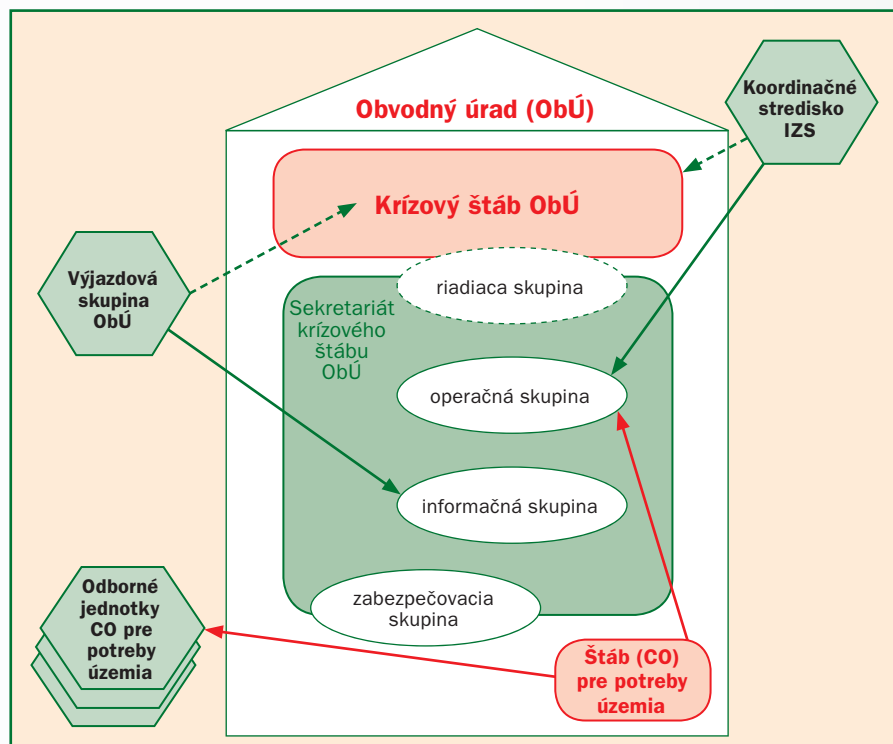 Obvodný úrad (ObÚ)
Koordinačné
stredisko
IZS
Krízový štáb ObÚ
Výjazdová
skupina
ObÚ
riadiaca skupina
Sekretariát
krízového
štábu
ObÚ
operačná skupina
informačná skupina
zabezpečovacia
skupina
Odborné
jednotky
CO pre
potreby
územia
Štáb (CO)
pre potreby
územia